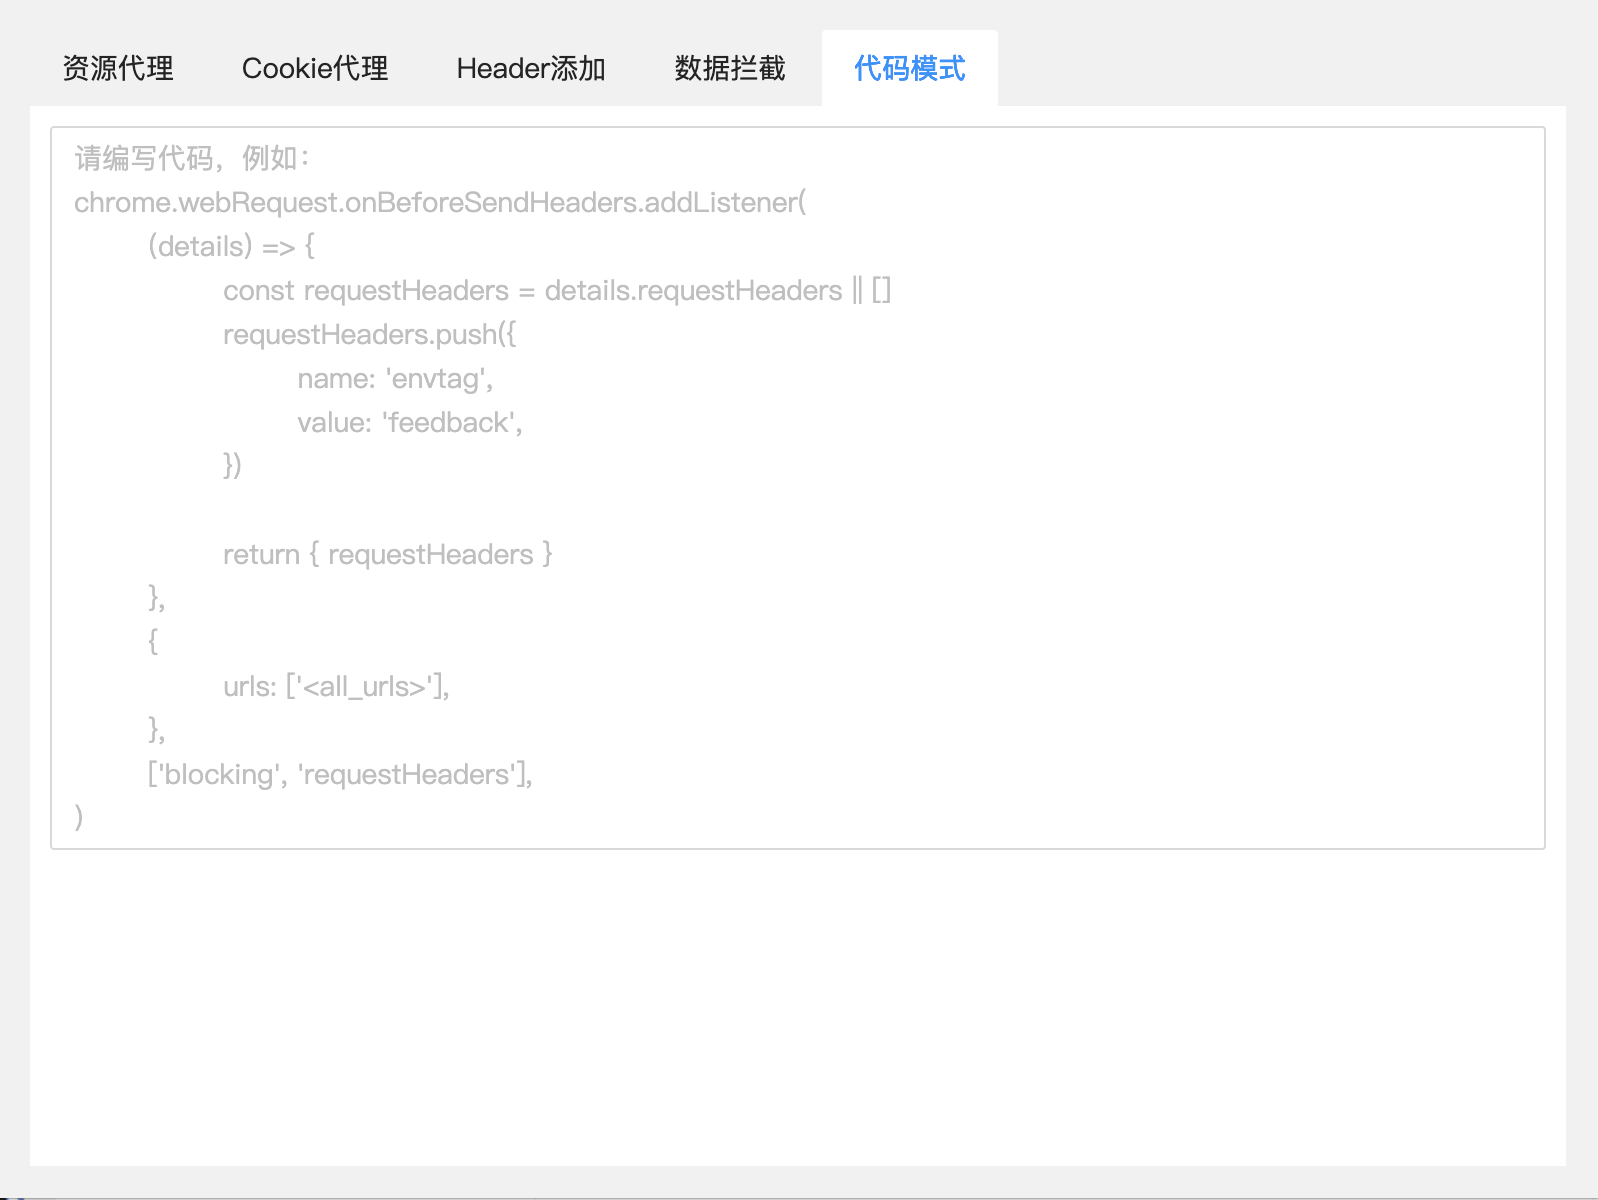 资源代理 Cookie代理 Header添加 数据拦截 代码模式
请编写代码，例如：
chrome.webRequest.onBeforeSendHeaders.addListener(
(details) => {
const requestHeaders = details.requestHeaders || []
requestHeaders.push({
name: 'envtag',
value: 'feedback',
})
return { requestHeaders }
},
{
urls: ['<all_urls>'],
},
['blocking', 'requestHeaders'],
)